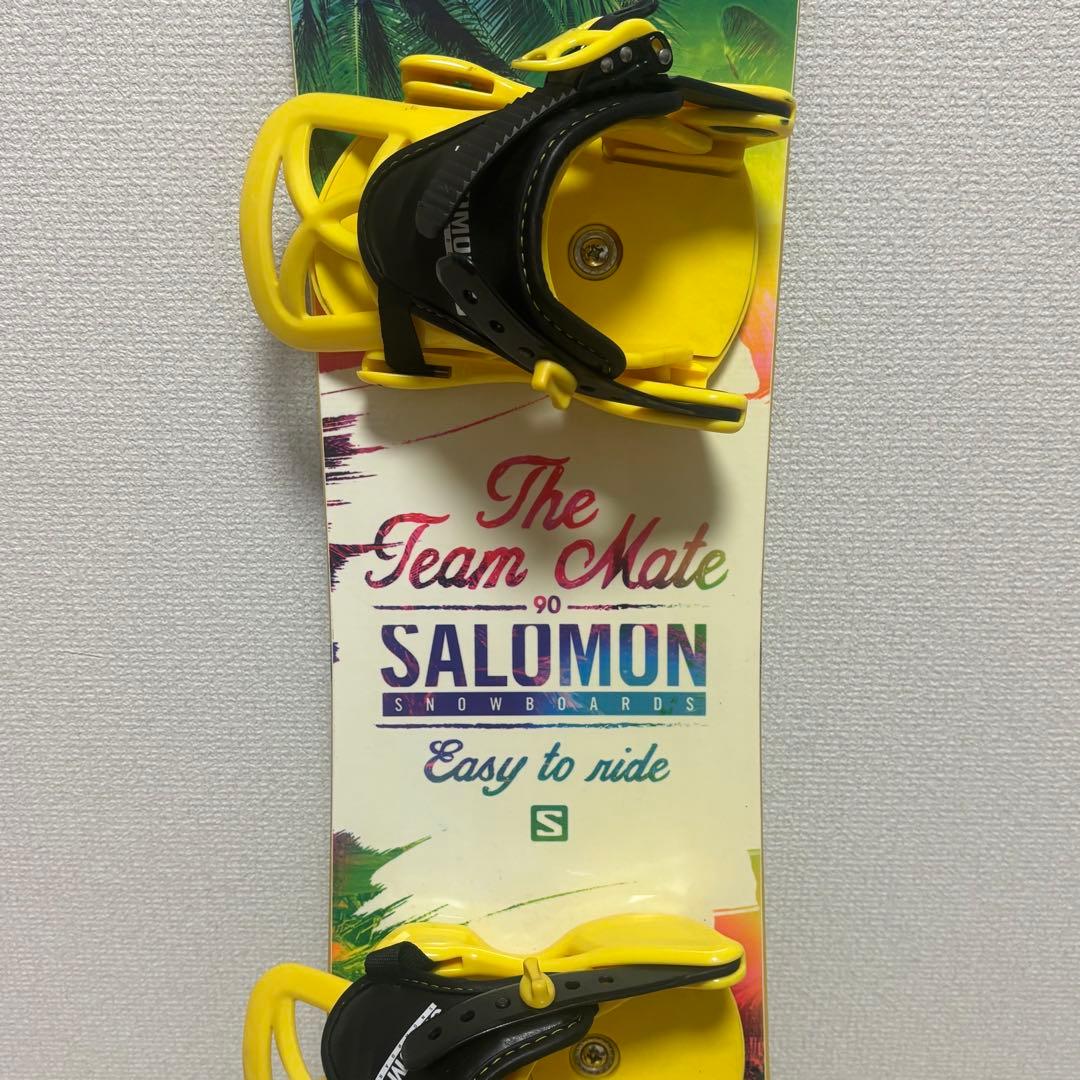 The
Team Mate
90
SALOMON
SNOWBOARDS
Easy to ride
S